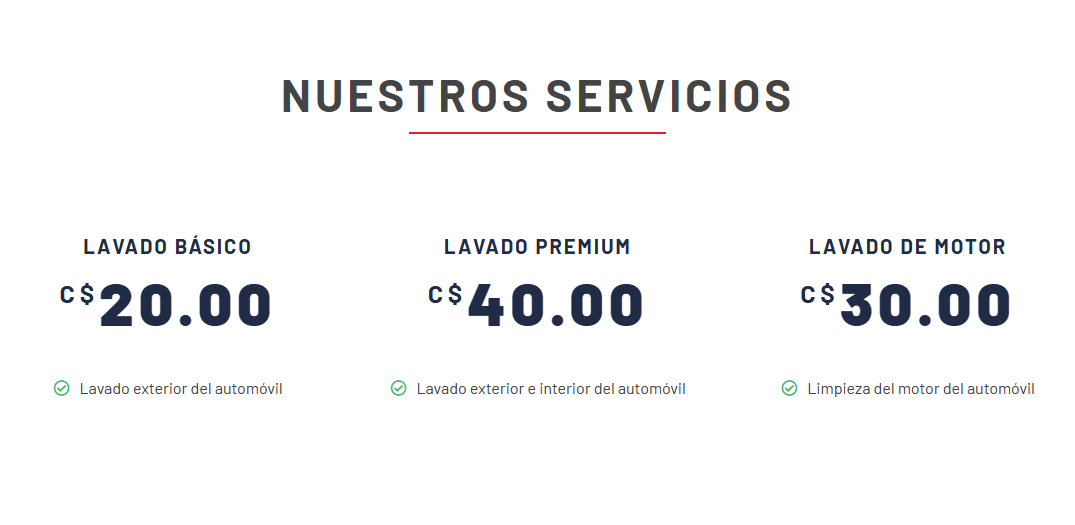 NUESTROS SERVICIOS
LAVADO BÁSICO
C$20.00
Lavado exterior del automóvil
LAVADO PREMIUM
C$40.00
Lavado exterior e interior del automóvil
LAVADO DE MOTOR
C$30.00
Limpieza del motor del automóvil